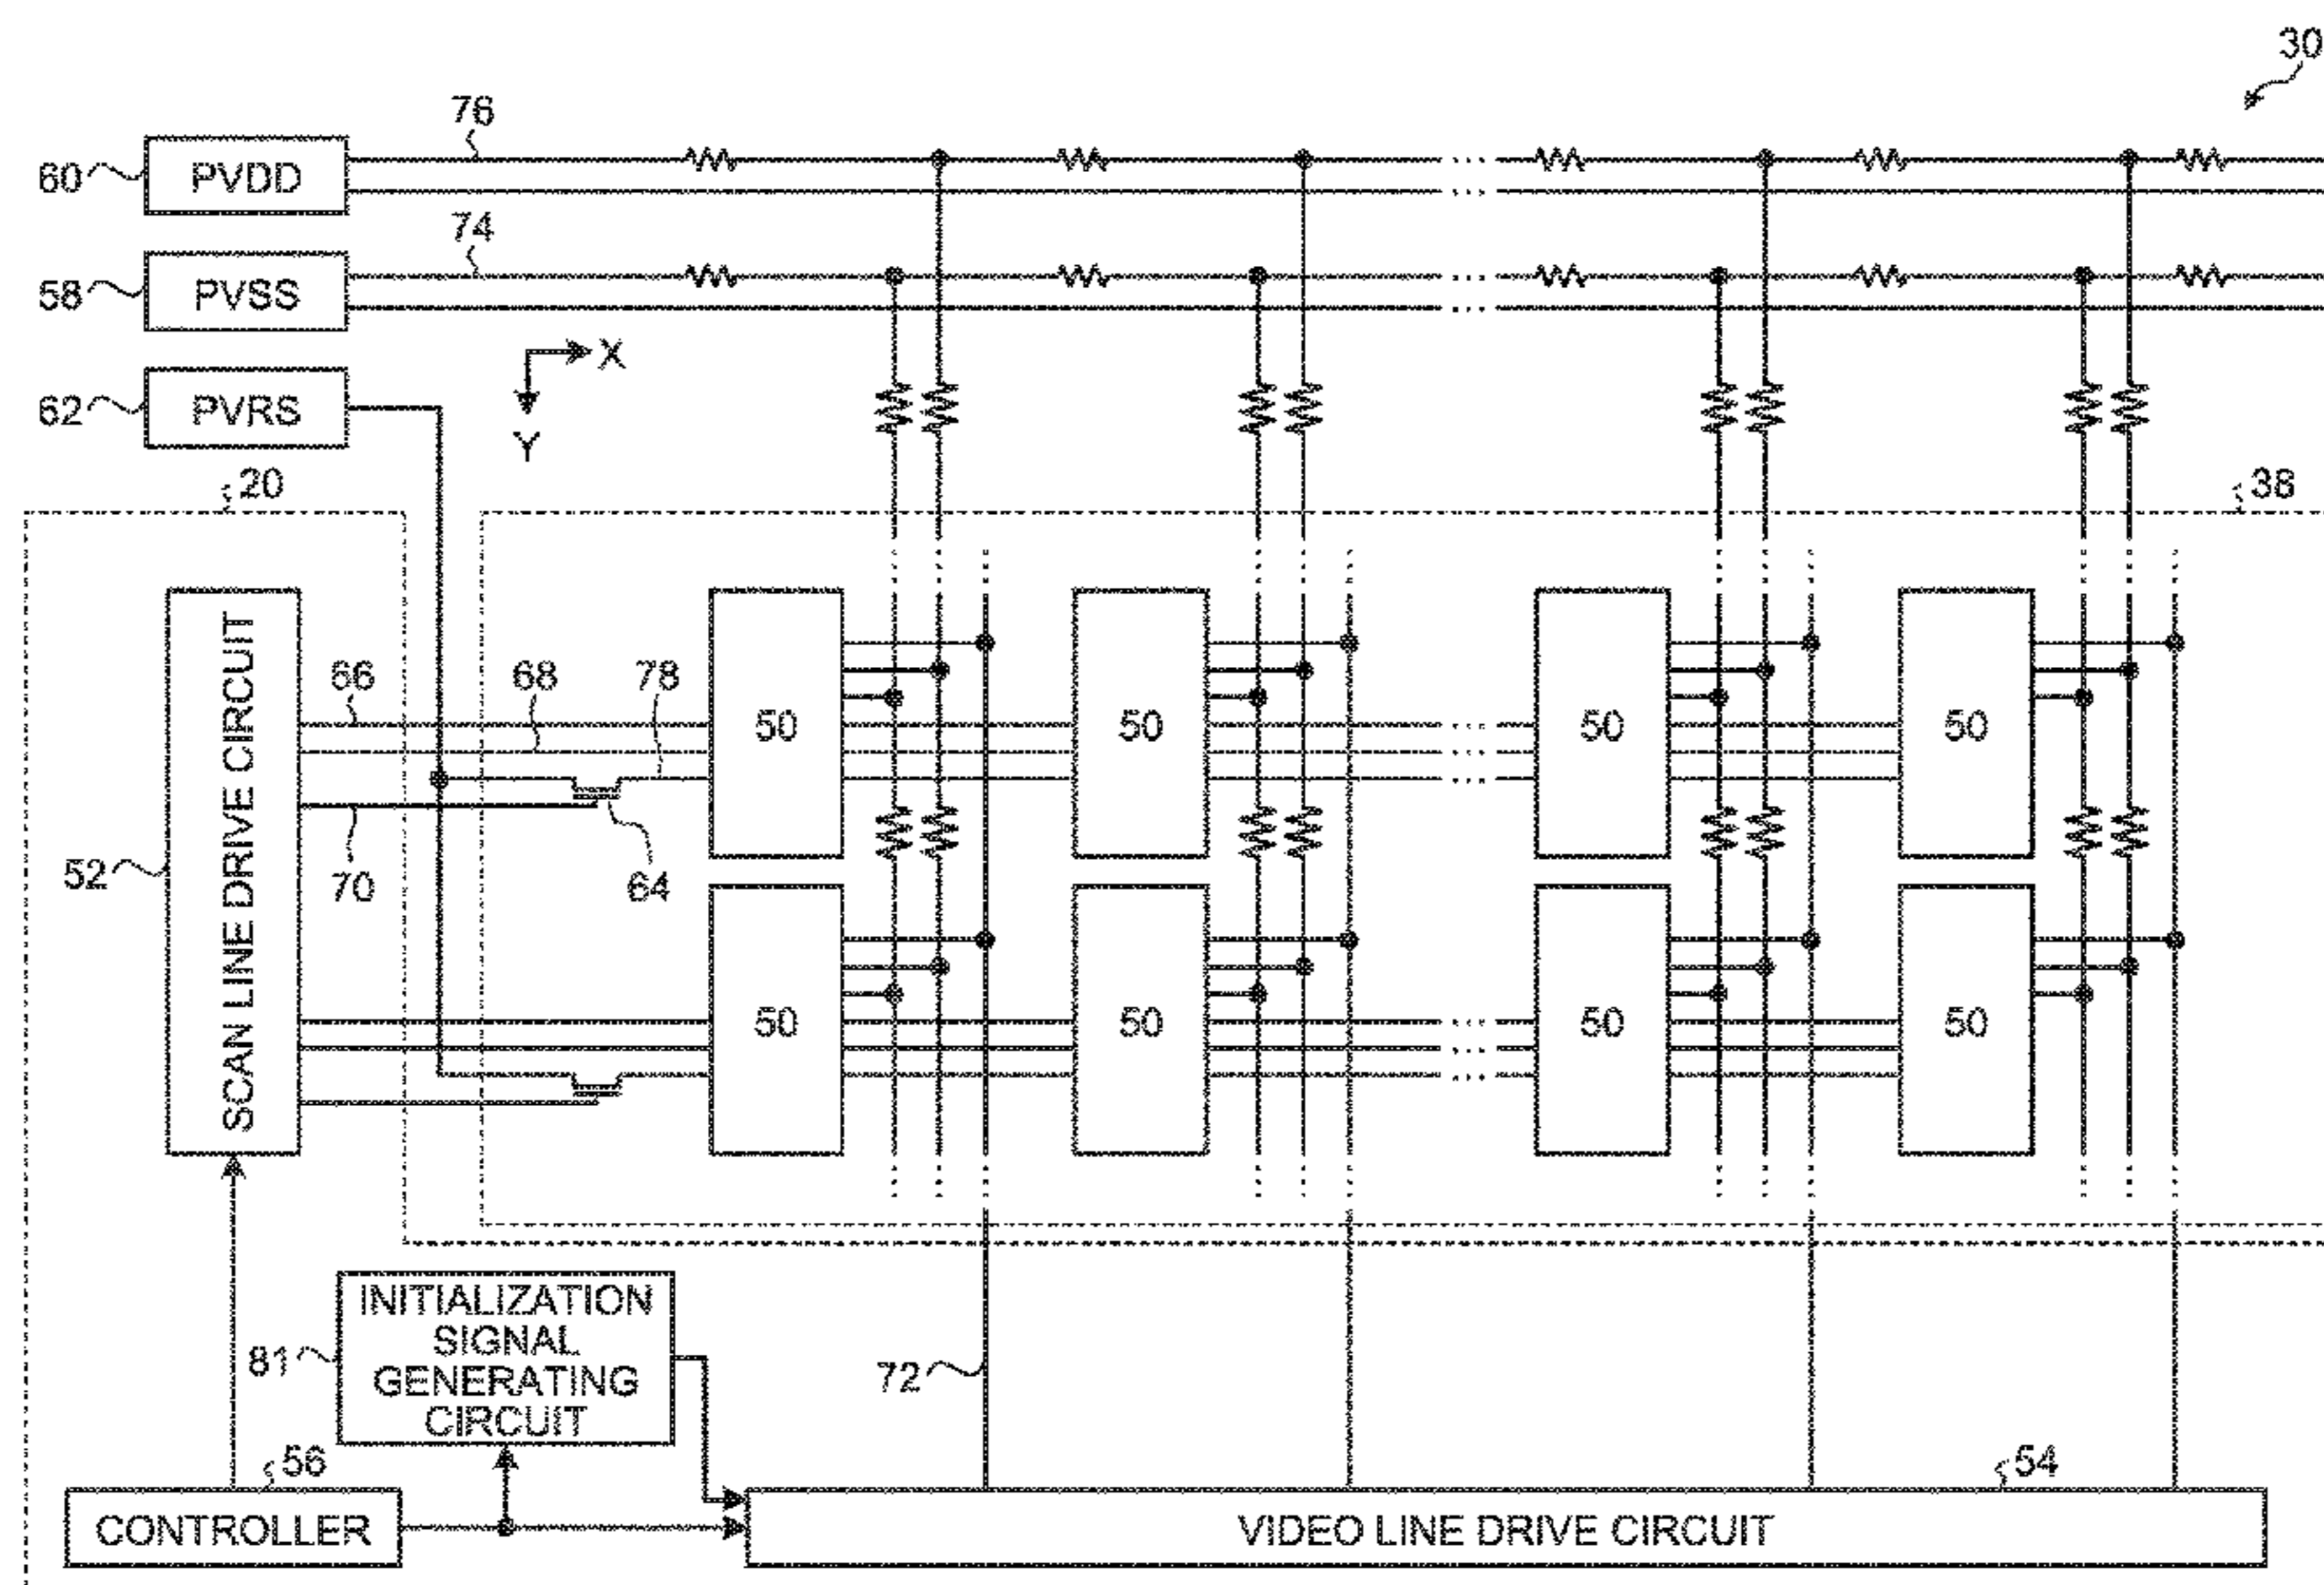 30
76
60 PVDD
74
58 PVSS
X
62 PVRS
Y
20
38
SCAN LINE DRIVE CIRCUIT
66 68 78
50 50 50 50
52
70 64
50 50 50 50
INITIALIZATION
SIGNAL
81
GENERATING
72
CIRCUIT
56
54
CONTROLLER
VIDEO LINE DRIVE CIRCUIT